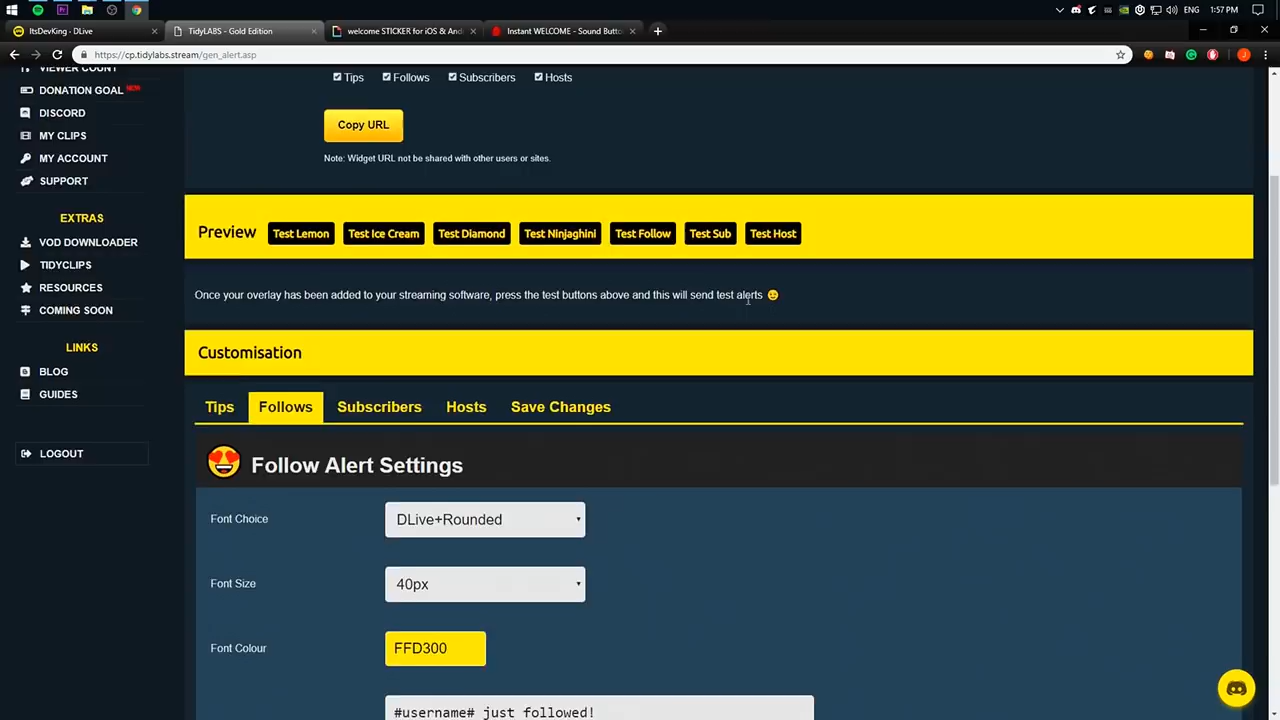 ItsDevKing - DLive
TidyLABS - Gold Edition
welcome STICKER for iOS & And
Instant WELCOME - Sound Butto
ENG
1:57 PM
https://cp.tidylabs.stream/gen_alert.asp
VIEWER COUNT
DONATION GOAL NEW
DISCORD
MY CLIPS
MY ACCOUNT
SUPPORT
EXTRAS
VOD DOWNLOADER
TIDYCLIPS
RESOURCES
COMING SOON
LINKS
BLOG
GUIDES
LOGOUT
Tips Follows Subscribers Hosts
Copy URL
Note: Widget URL not be shared with other users or sites.
Preview Test Lemon Test Ice Cream Test Diamond Test Ninjaghini Test Follow Test Sub Test Host
Once your overlay has been added to your streaming software, press the test buttons above and this will send test alerts
Customisation
Tips Follows Subscribers Hosts Save Changes
Follow Alert Settings
Font Choice DLive+Rounded
Font Size 40px
Font Colour FFD300
#username# just followed!